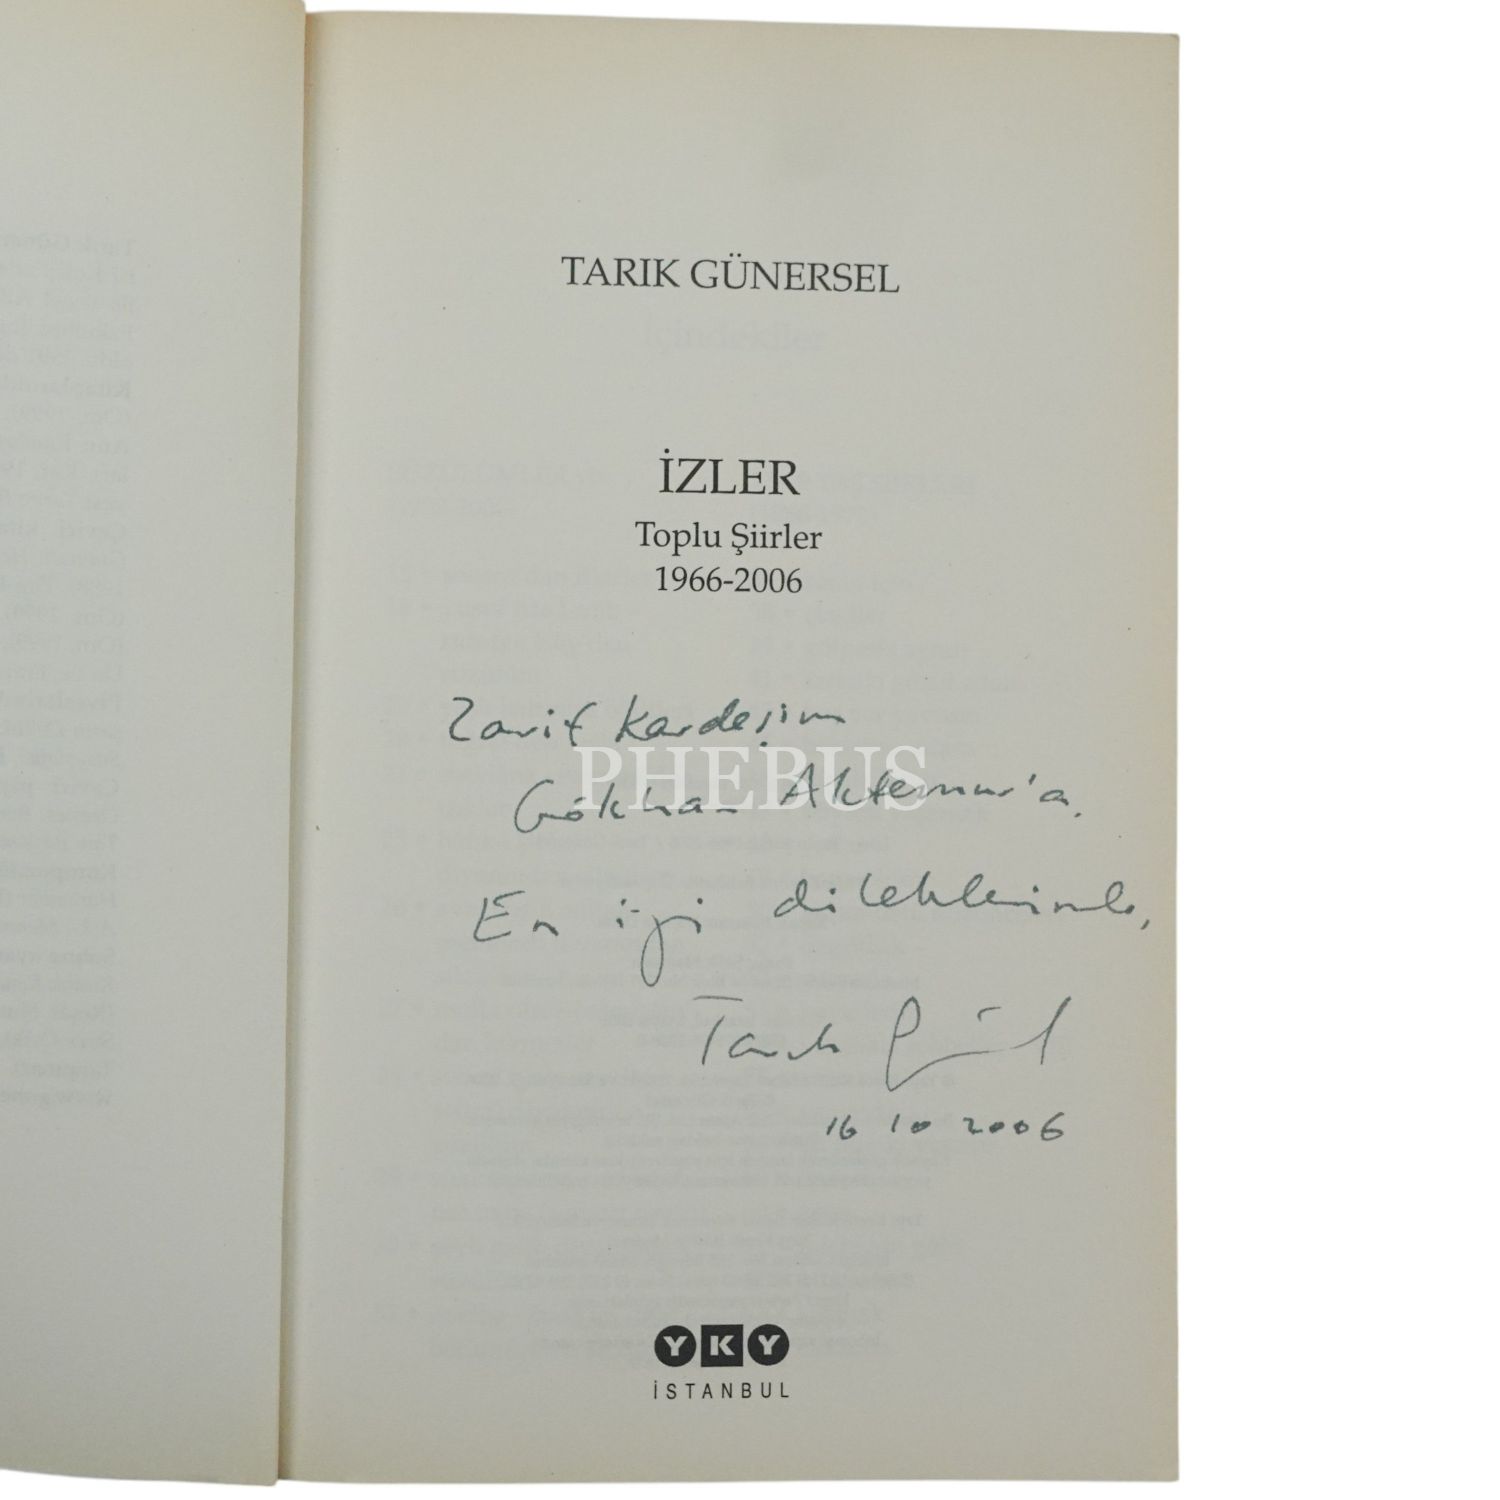 TARIK GÜNERSEL
İZLER
Toplu Şiirler
1966-2006
Zarif Kardeşim
PHEBUS
Gökhan Aktemur'a.
En iyi dileklerimle,
Tarık
16 10 2006
YKY
İSTANBUL